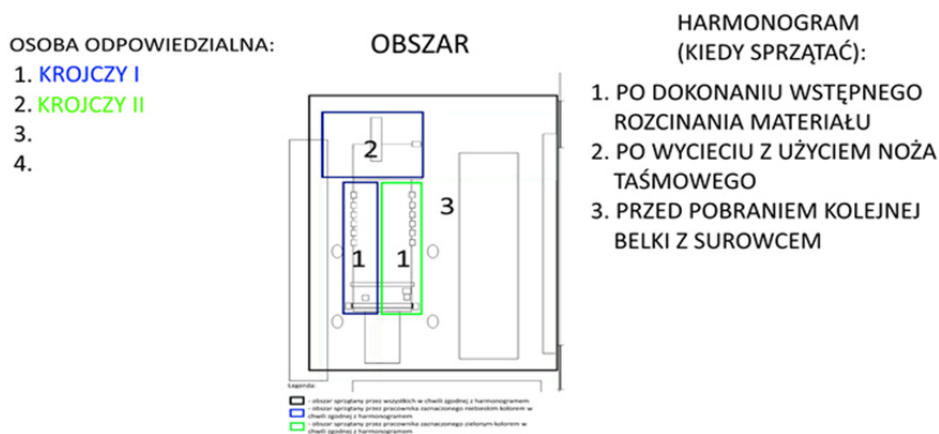 OSOBA ODPOWIEDZIALNA:
1. KROJCZY I
2. KROJCZY II
3.
4.
OBSZAR
2
3
1
1
Legenda:
- obszar sprzątany przez wszystkich w chwili zgodnej z harmonogramem
- obszar sprzątany przez pracownika zaznaczonego niebieskim kolorem w
chwili zgodnej z harmonogramem
- obszar sprzątany przez pracownika zaznaczonego zielonym kolorem w
chwili zgodnej z harmonogramem
HARMONOGRAM
(KIEDY SPRZĄTAĆ):
1. PO DOKONANIU WSTĘPNEGO
ROZCINANIA MATERIAŁU
2. PO WYCIECIU Z UŻYCIEM NOŻA
TAŚMOWEGO
3. PRZED POBRANIEM KOLEJNEJ
BELKI Z SUROWCEM